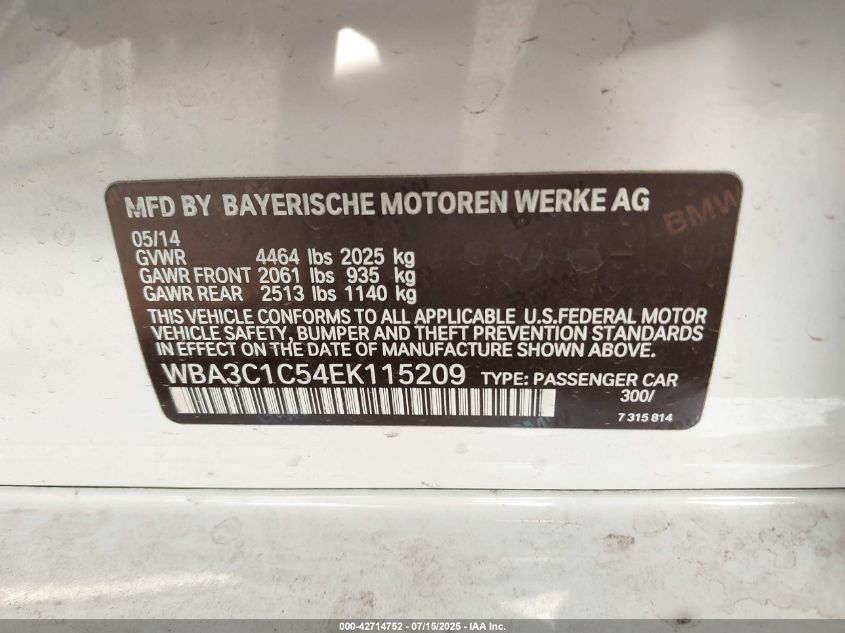 MFD BY BAYERISCHE MOTOREN WERKE AG
BMW
05/14
GVWR 4464 lbs 2025 kg
GAWR FRONT 2061 lbs 935 kg
GAWR REAR 2513 lbs 1140 kg
THIS VEHICLE CONFORMS TO ALL APPLICABLE U.S.FEDERAL MOTOR
VEHICLE SAFETY, BUMPER AND THEFT PREVENTION STANDARDS
IN EFFECT ON THE DATE OF MANUFACTURE SHOWN ABOVE.
WBA3C1C54EK115209 TYPE: PASSENGER CAR
300/
7 315 814
000-42714752 - 07/15/2025 - IAA Inc.